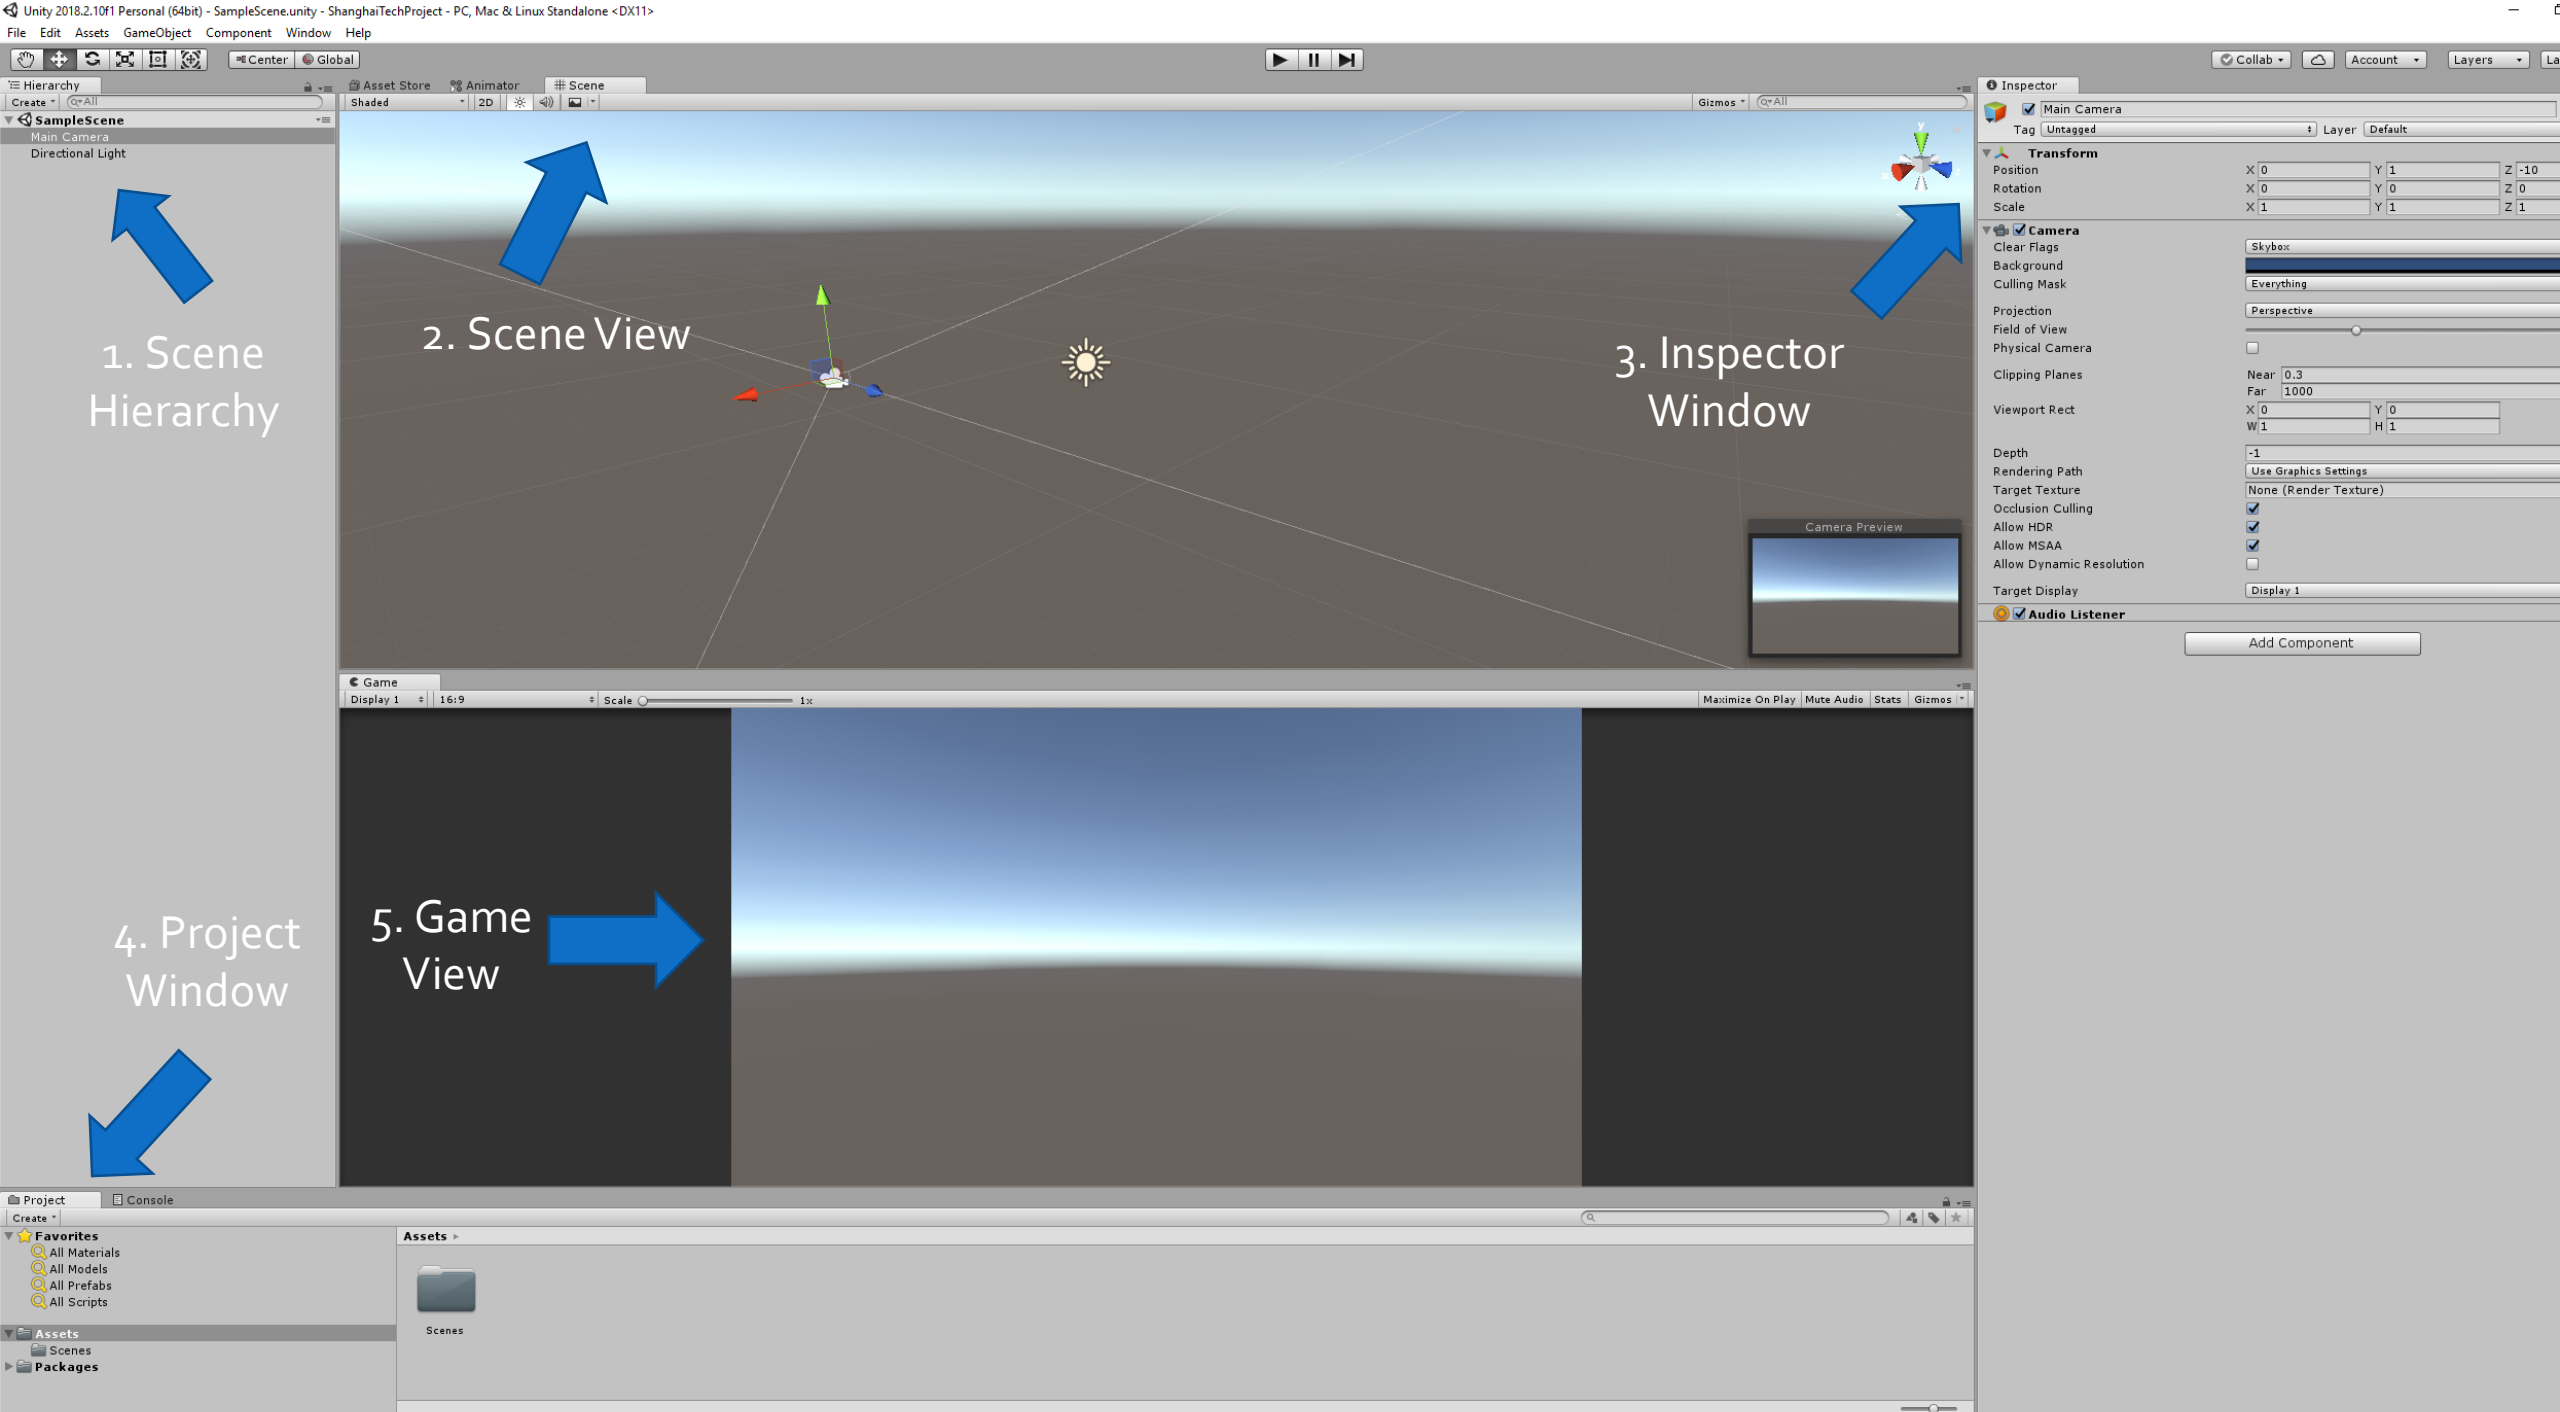 Unity 2018.2.10f1 Personal (64bit) - SampleScene.unity - ShanghaiTechProject - PC, Mac & Linux Standalone <DX11>
File Edit Assets GameObject Component Window Help
Center Global Collab Account Layers La
Hierarchy
Create All
SampleScene
Main Camera
Directional Light
1. Scene
Hierarchy
Asset Store Animator Scene
Shaded 2D Gizmos All
y
x
2. Scene View
3. Inspector
Window
Camera Preview
Game
Display 1 16:9 Scale 1x Maximize On Play Mute Audio Stats Gizmos
5. Game
View
4. Project
Window
Inspector
Main Camera
Tag Untagged Layer Default
Transform
Position X 0 Y 1 Z -10
Rotation X 0 Y 0 Z 0
Scale X 1 Y 1 Z 1
Camera
Clear Flags Skybox
Background
Culling Mask Everything
Projection Perspective
Field of View
Physical Camera
Clipping Planes Near 0.3
Far 1000
Viewport Rect X 0 Y 0
W 1 H 1
Depth -1
Rendering Path Use Graphics Settings
Target Texture None (Render Texture)
Occlusion Culling
Allow HDR
Allow MSAA
Allow Dynamic Resolution
Target Display Display 1
Audio Listener
Add Component
Project Console
Create
Favorites
All Materials
All Models
All Prefabs
All Scripts
Assets
Scenes
Packages
Assets
Scenes